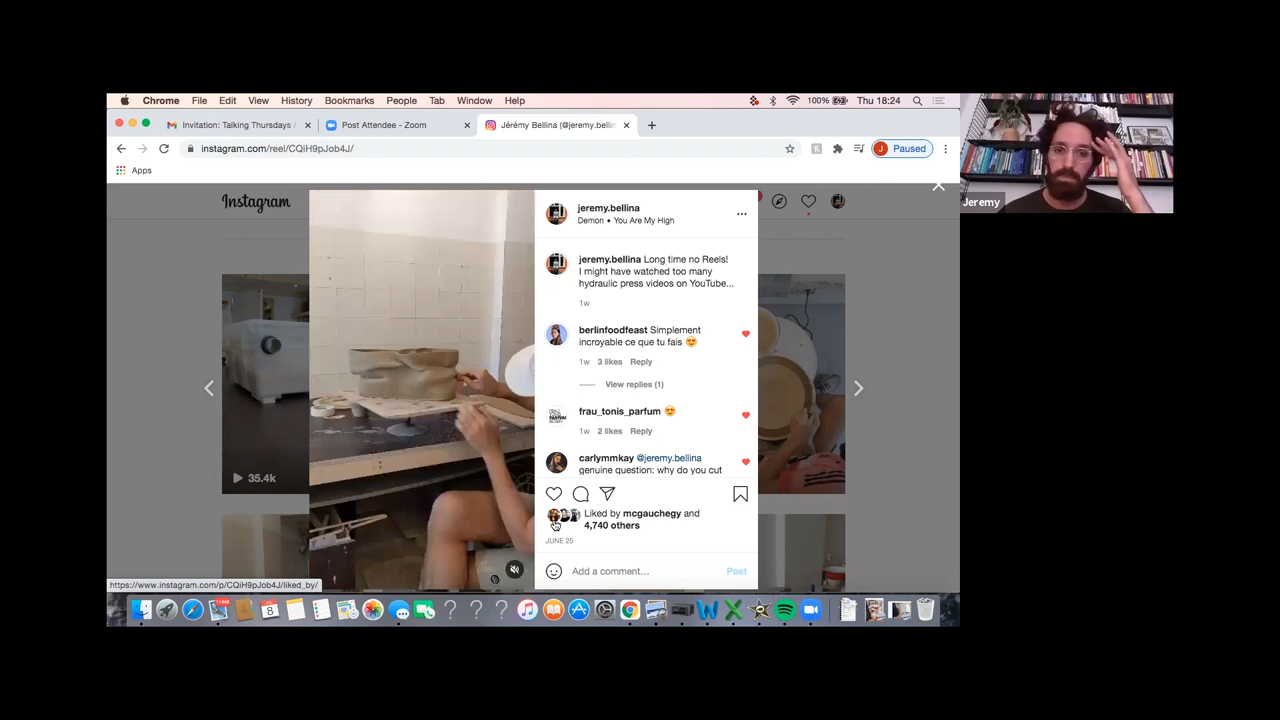 Chrome File Edit View History Bookmarks People Tab Window Help 100% Thu 18:24
Invitation: Talking Thursdays / Post Attendee - Zoom Jérémy Bellina (@jeremy.bellin
instagram.com/reel/CQiH9pJob4J/ J Paused
Apps
Instagram
jeremy.bellina
Demon • You Are My High
jeremy.bellina Long time no Reels!
I might have watched too many
hydraulic press videos on YouTube...
1w
berlinfoodfeast Simplement
incroyable ce que tu fais 😍
1w 3 likes Reply
View replies (1)
frau_tonis_parfum 😍
1w 2 likes Reply
carlymmkay @jeremy.bellina
genuine question: why do you cut
35.4k
Liked by mcgauchegy and
4,740 others
JUNE 25
Add a comment... Post
https://www.instagram.com/p/CQiH9pJob4J/liked_by/
8
Jeremy